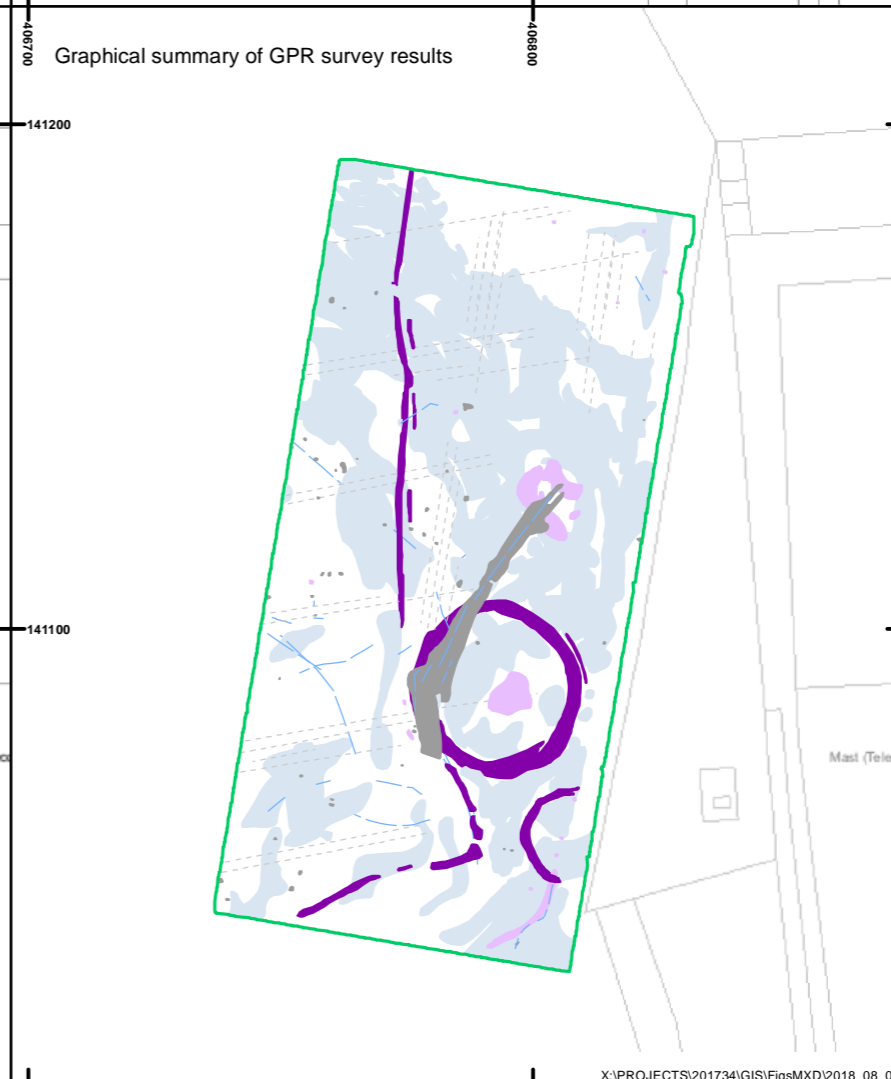 406700
406800
Graphical summary of GPR survey results
141200
141100
Mast (Tele
X:\PROJECTS\201734\GIS\FigsMXD\2018_08_0